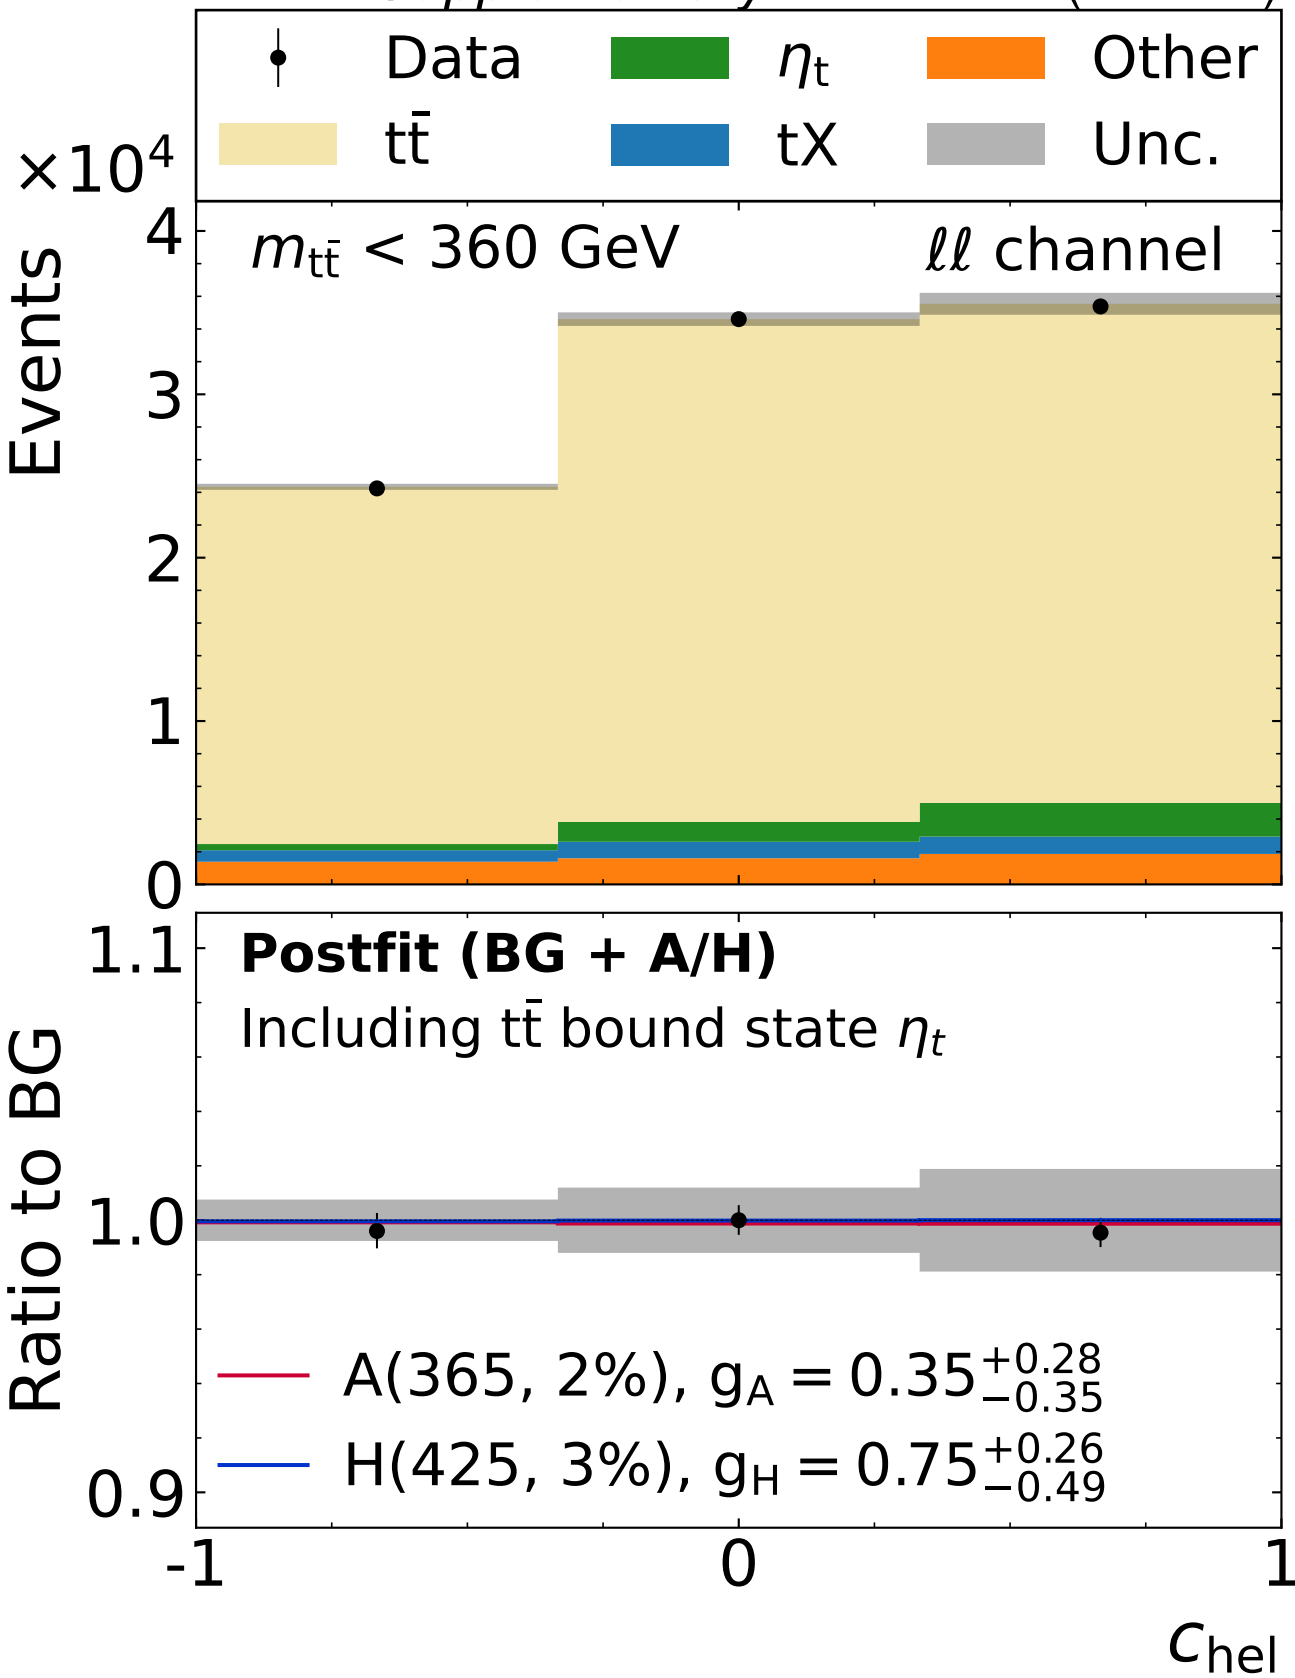 Data η_t Other
tt̄ tX Unc.
×10⁴
m_tt̄ < 360 GeV ℓℓ channel
Events
4
3
2
1
0
Postfit (BG + A/H)
Including tt̄ bound state η_t
Ratio to BG
1.1
1.0
0.9
A(365, 2%), g_A = 0.35 +0.28 −0.35
H(425, 3%), g_H = 0.75 +0.26 −0.49
-1 0 1
c_hel